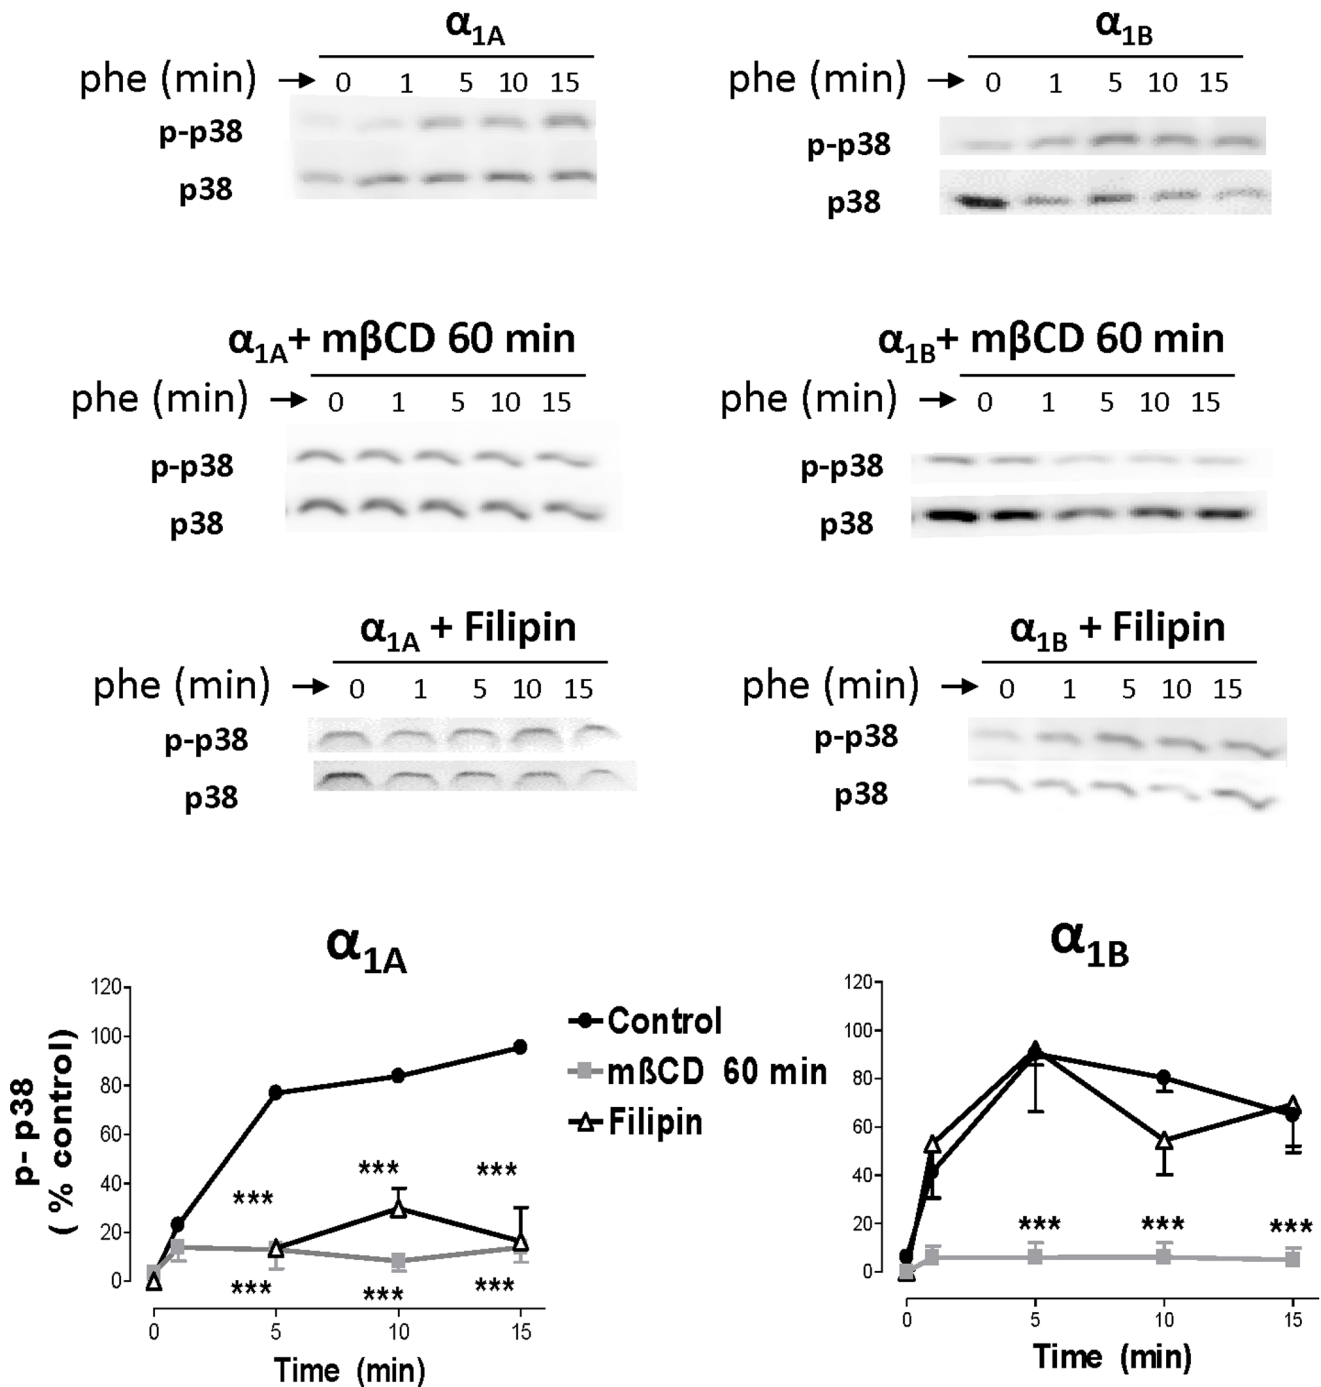 α1A
phe (min) → 0 1 5 10 15
p-p38
p38
α1B
phe (min) → 0 1 5 10 15
p-p38
p38
α1A+ mβCD 60 min
phe (min) → 0 1 5 10 15
p-p38
p38
α1B+ mβCD 60 min
phe (min) → 0 1 5 10 15
p-p38
p38
α1A + Filipin
phe (min) → 0 1 5 10 15
p-p38
p38
α1B + Filipin
phe (min) → 0 1 5 10 15
p-p38
p38
α1A
p- p38
( % control)
120
100
80
60
40
20
0
*** *** ***
*** *** ***
0 5 10 15
Time (min)
Control
mßCD 60 min
Filipin
α1B
120
100
80
60
40
20
0
*** *** ***
0 5 10 15
Time (min)